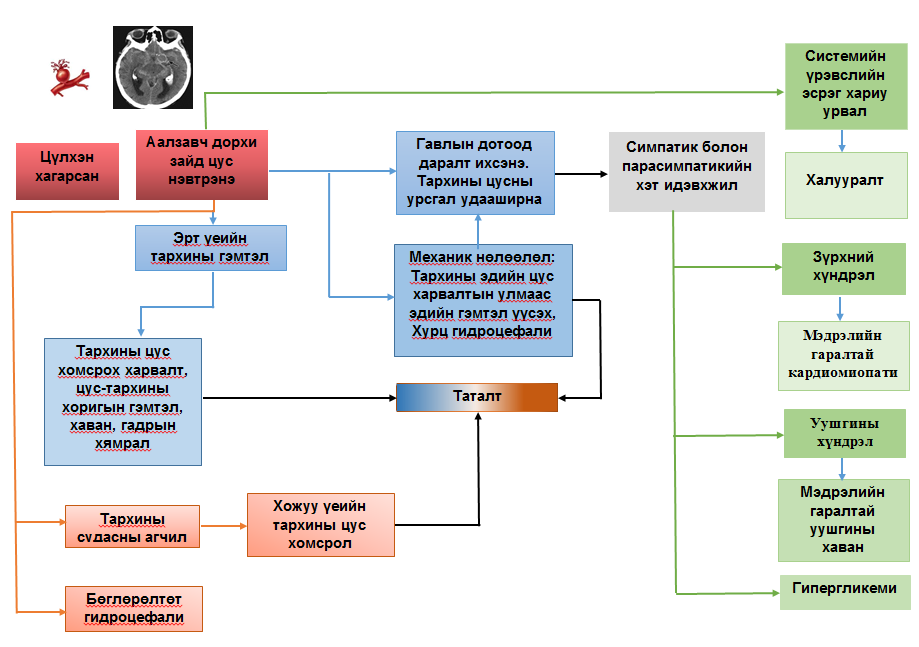 Цүлхэн
хагарсан
Аалзавч дорхи
зайд цус
нэвтрэнэ
Эрт үеийн
тархины гэмтэл
Тархины цус
хомсрох харвалт,
цус-тархины
хоригын гэмтэл,
хаван, гадрын
хямрал
Тархины
судасны агчил
Хожуу үеийн
тархины цус
хомсрол
Бөглөрөлтөт
гидроцефали
Гавлын дотоод
даралт ихсэнэ.
Тархины цусны
урсгал удааширна
Механик нөлөөлөл:
Тархины эдийн цус
харвалтын улмаас
эдийн гэмтэл үүсэх,
Хурц гидроцефали
Таталт
Симпатик болон
парасимпатикийн
хэт идэвхжил
Системийн
үрэвслийн
эсрэг хариу
урвал
Халууралт
Зүрхний
хүндрэл
Мэдрэлийн
гаралтай
кардиомиопати
Уушгины
хүндрэл
Мэдрэлийн
гаралтай
уушгины
хаван
Гипергликеми